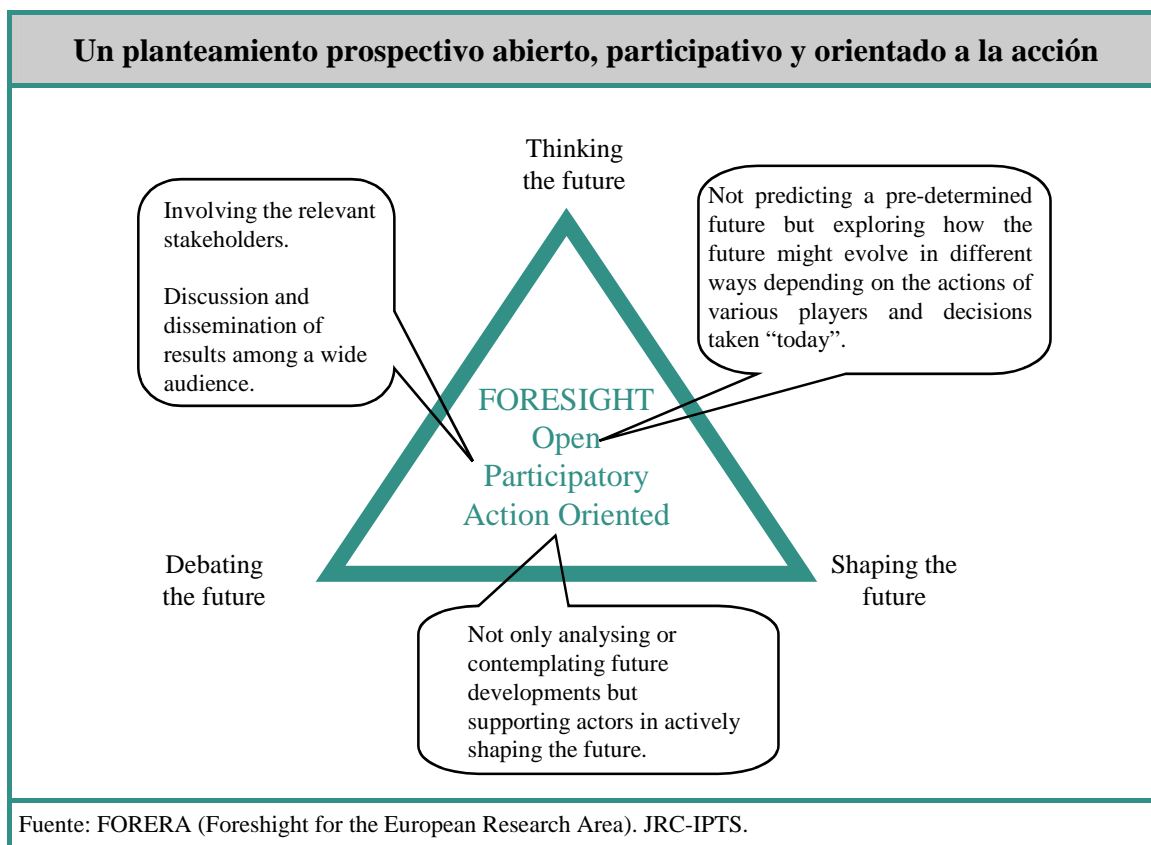 Un planteamiento prospectivo abierto, participativo y orientado a la acción
Thinking
the future
Involving the relevant
stakeholders.
Discussion and
dissemination of
results among a wide
audience.
Not predicting a pre-determined
future but exploring how the
future might evolve in different
ways depending on the actions of
various players and decisions
taken “today”.
FORESIGHT
Open
Participatory
Action Oriented
Debating
the future
Shaping the
future
Not only analysing or
contemplating future
developments but
supporting actors in actively
shaping the future.
Fuente: FORERA (Foreshight for the European Research Area). JRC-IPTS.